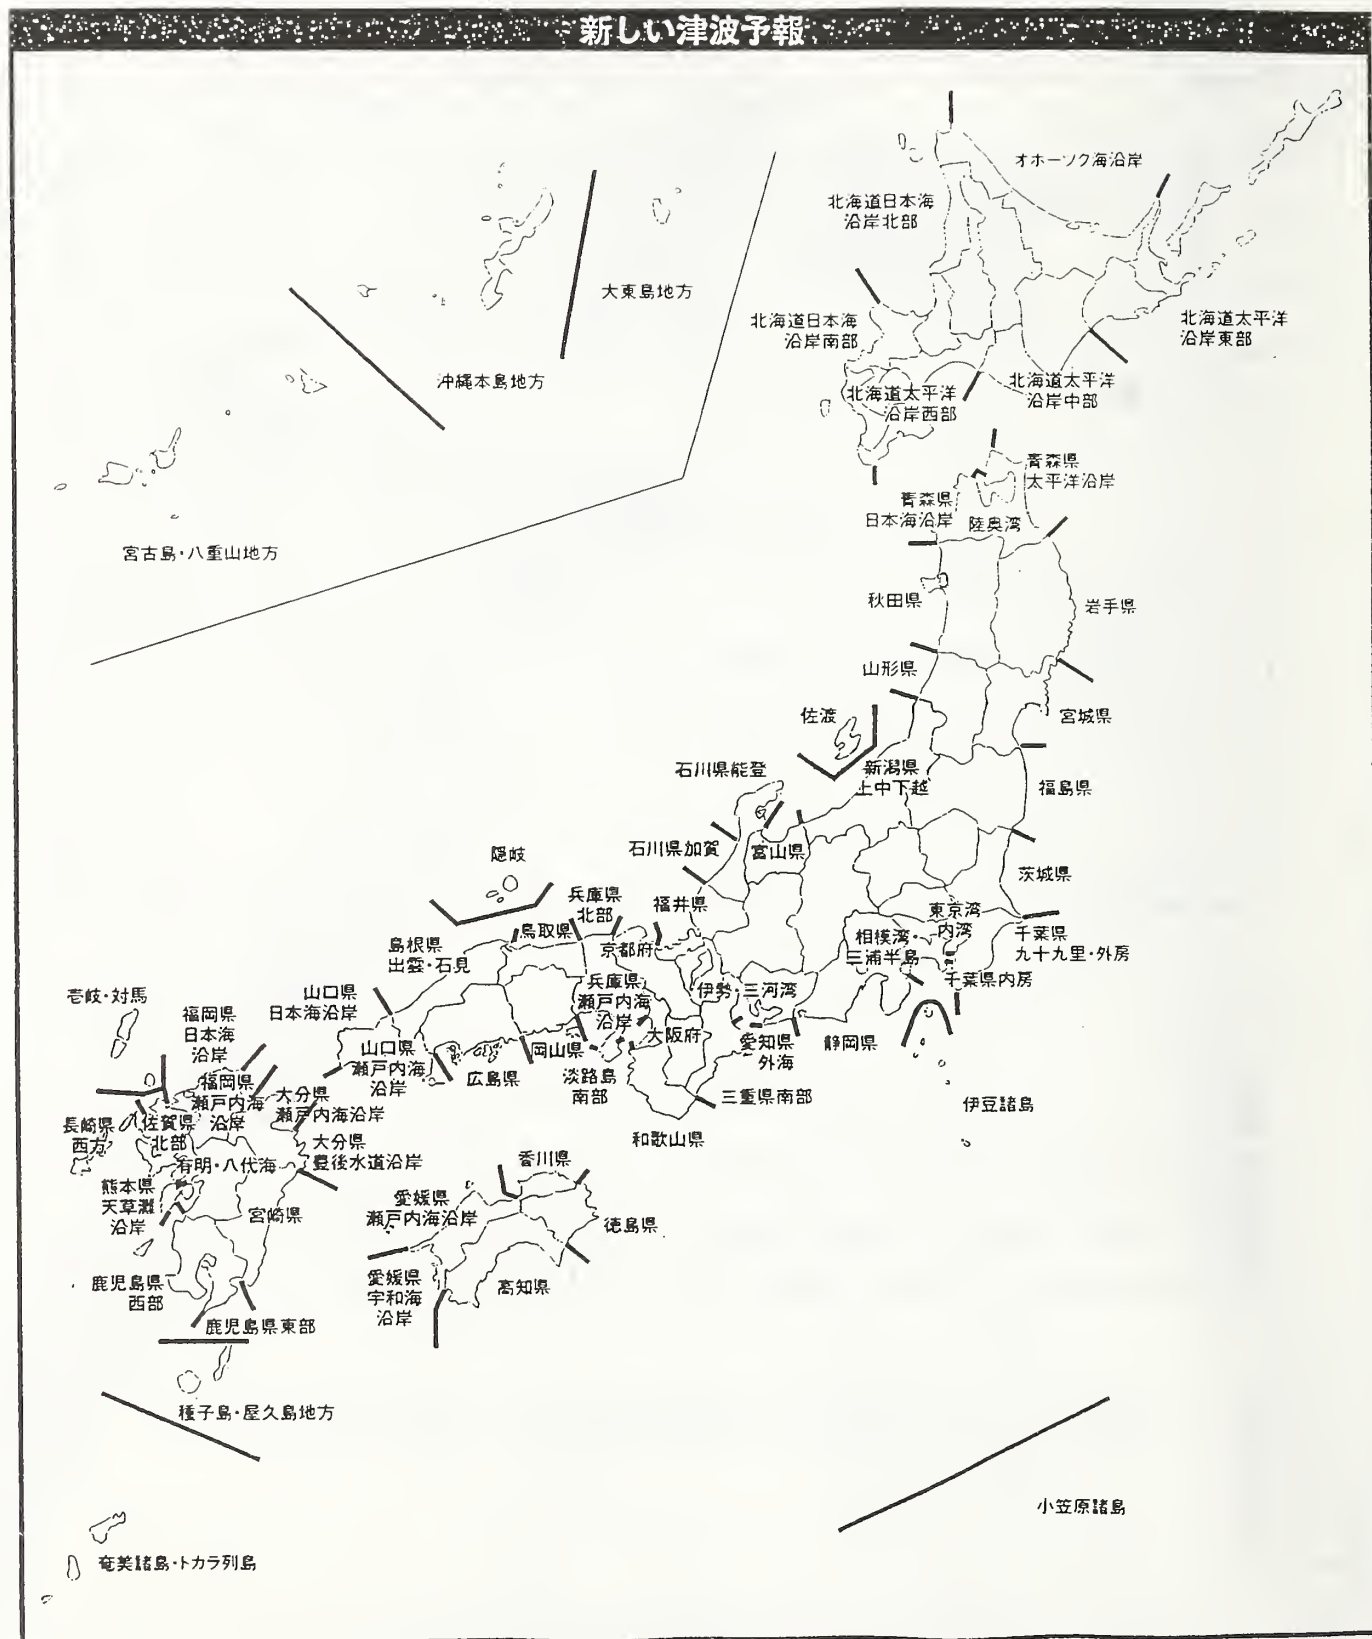 新しい津波予報
オホーツク海沿岸
北海道日本海
沿岸北部
大東島地方
北海道日本海
沿岸南部
北海道太平洋
沿岸東部
沖縄本島地方
北海道太平洋
沿岸西部
北海道太平洋
沿岸中部
青森県
太平洋沿岸
青森県
日本海沿岸
陸奥湾
宮古島・八重山地方
秋田県
岩手県
山形県
佐渡
宮城県
石川県能登
新潟県
上中下越
福島県
石川県加賀
富山県
隠岐
茨城県
兵庫県
北部
福井県
東京湾
内湾
鳥取県
相模湾・
三浦半島
千葉県
九十九里・外房
島根県
出雲・石見
京都府
千葉県内房
壱岐・対馬
山口県
日本海沿岸
兵庫県
瀬戸内海
沿岸
伊勢・三河湾
福岡県
日本海
沿岸
大阪府
愛知県
外海
静岡県
山口県
瀬戸内海
沿岸
岡山県
広島県
淡路島
南部
福岡県
瀬戸内海
沿岸
大分県
瀬戸内海沿岸
三重県南部
伊豆諸島
長崎県
西方
佐賀県
北部
和歌山県
大分県
豊後水道沿岸
有明・八代海
香川県
熊本県
天草灘
沿岸
愛媛県
瀬戸内海沿岸
宮崎県
徳島県
鹿児島県
西部
愛媛県
宇和海
沿岸
高知県
鹿児島県東部
種子島・屋久島地方
小笠原諸島
奄美諸島・トカラ列島